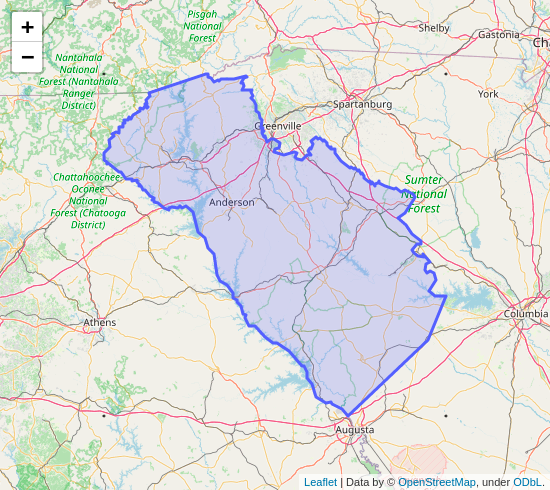 +
−
Pisgah
National
Forest
Shelby
Gastonia
Nantahala
National
Forest (Nantahala
Ranger
District)
York
Spartanburg
Greenville
Chattahoochee-
Oconee
National
Forest (Chatooga
District)
Sumter
National
Forest
Anderson
Columbia
Athens
Augusta
Leaflet | Data by © OpenStreetMap, under ODbL.